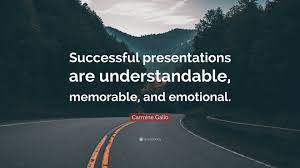 Successful presentations
are understandable,
memorable, and emotional.
Carmine Gallo